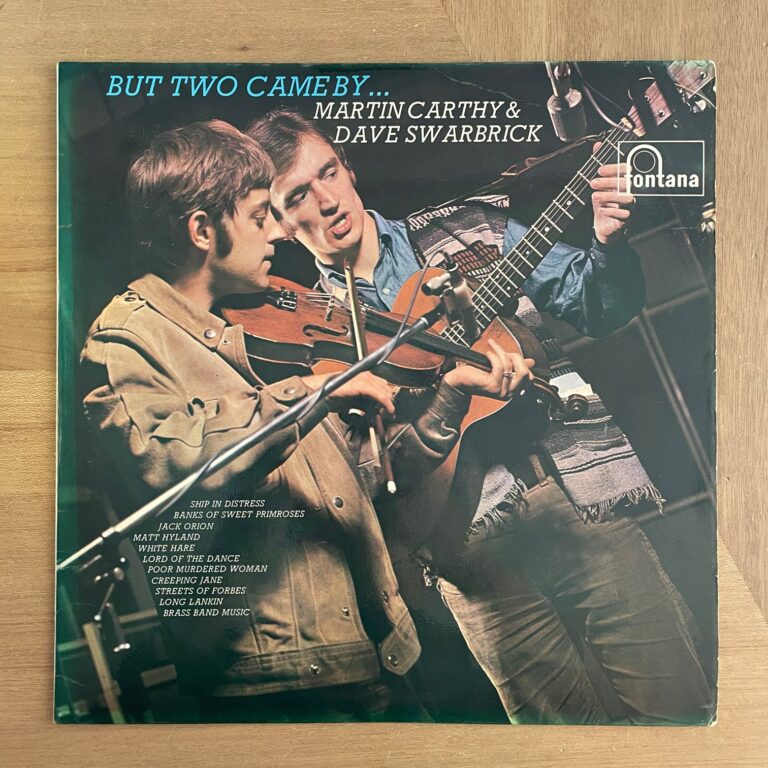 BUT TWO CAME BY...
MARTIN CARTHY &
DAVE SWARBRICK
fontana
SHIP IN DISTRESS
BANKS OF SWEET PRIMROSES
JACK ORION
MATT HYLAND
WHITE HARE
LORD OF THE DANCE
POOR MURDERED WOMAN
CREEPING JANE
STREETS OF FORBES
LONG LANKIN
BRASS BAND MUSIC